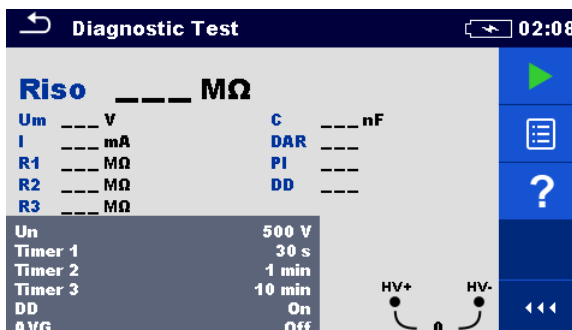 Diagnostic Test 02:08
Riso ___ MΩ
Um ___ V C ___ nF
I ___ mA DAR ___
R1 ___ MΩ PI ___
R2 ___ MΩ DD ___
R3 ___ MΩ
?
Un 500 V
Timer 1 30 s
Timer 2 1 min
Timer 3 10 min
DD On
AVG Off
HV+ HV-
0